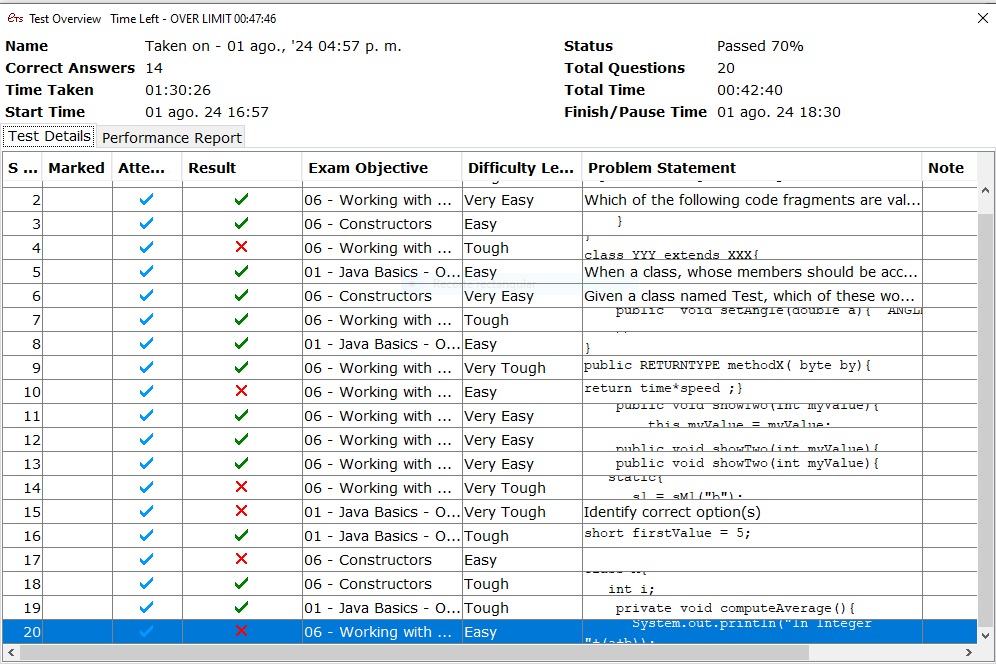 ETS Test Overview Time Left - OVER LIMIT 00:47:46
Name Taken on - 01 ago., '24 04:57 p. m. Status Passed 70%
Correct Answers 14 Total Questions 20
Time Taken 01:30:26 Total Time 00:42:40
Start Time 01 ago. 24 16:57 Finish/Pause Time 01 ago. 24 18:30
Test Details Performance Report
S ... Marked Atte... Result Exam Objective Difficulty Le... Problem Statement Note
2 06 - Working with ... Very Easy Which of the following code fragments are val...
3 06 - Constructors Easy }
4 06 - Working with ... Tough } class YYY extends XXX{
5 01 - Java Basics - O... Easy When a class, whose members should be acc...
6 06 - Constructors Very Easy Given a class named Test, which of these wo...
7 06 - Working with ... Tough public void setAngle(double a){ ANGL
8 01 - Java Basics - O... Easy }
9 06 - Working with ... Very Tough public RETURNTYPE methodX( byte by){
10 06 - Working with ... Easy return time*speed ;}
11 06 - Working with ... Very Easy public void showTwo(int myValue){
this.myValue = myValue;
12 06 - Working with ... Very Easy public void showTwo(int myValue){
13 06 - Working with ... Very Easy public void showTwo(int myValue){
14 06 - Working with ... Very Tough static{
s1 = sM1("b");
15 01 - Java Basics - O... Very Tough Identify correct option(s)
16 01 - Java Basics - O... Tough short firstValue = 5;
17 06 - Constructors Easy
18 06 - Constructors Tough int i;
19 01 - Java Basics - O... Tough private void computeAverage(){
20 06 - Working with ... Easy System.out.println("In Integer
"+(a+b));